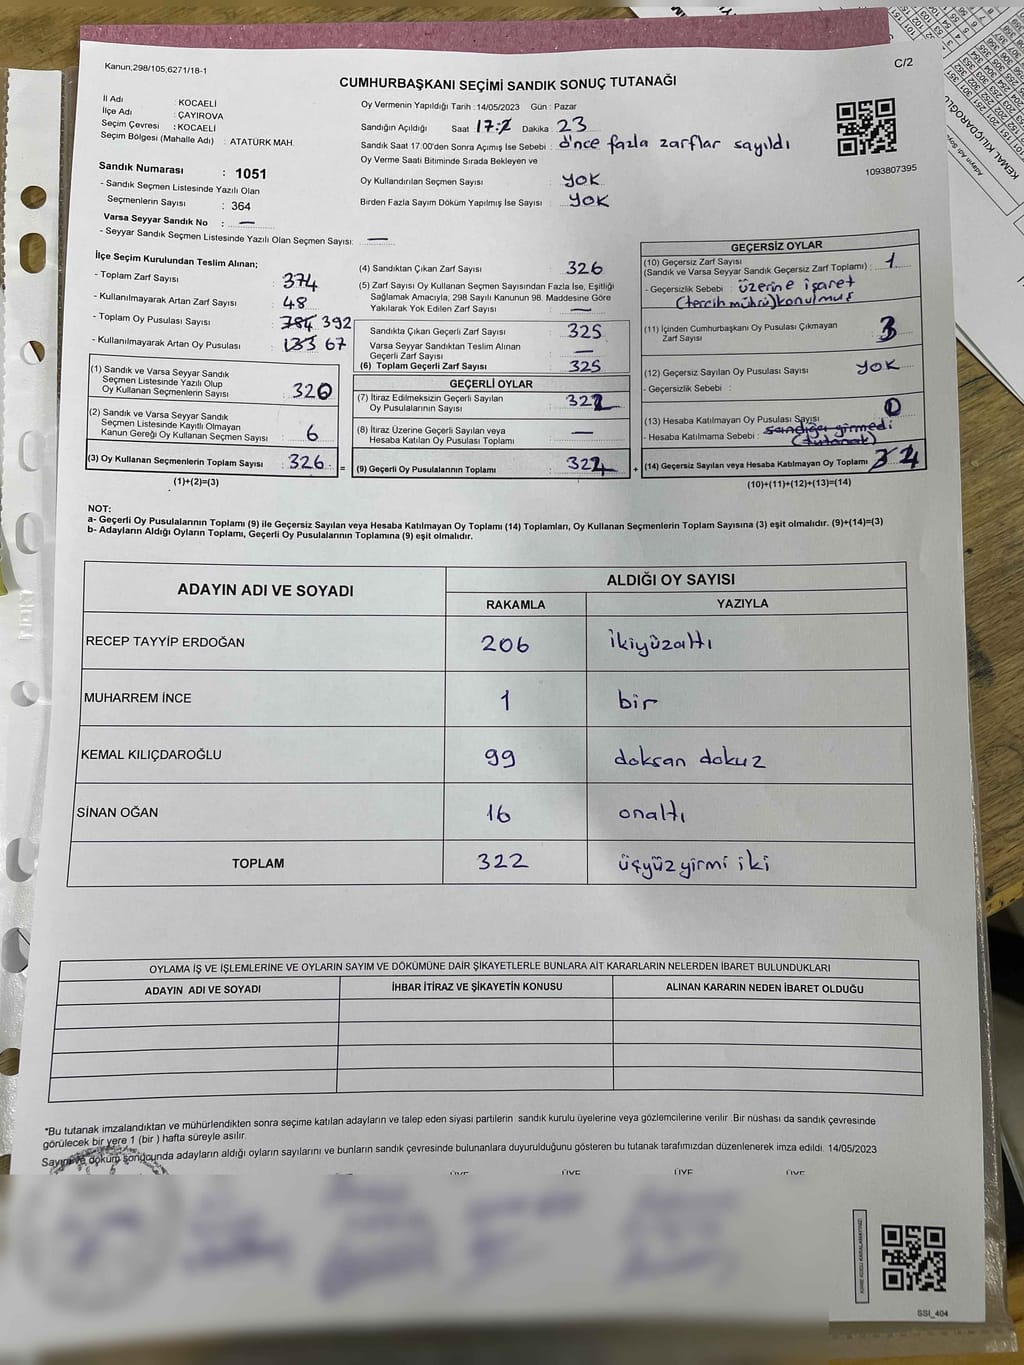 Kanun;298/105,6271/18-1
C/2
CUMHURBAŞKANI SEÇİMİ SANDIK SONUÇ TUTANAĞI
İl Adı : KOCAELİ
İlçe Adı : ÇAYIROVA
Seçim Çevresi : KOCAELİ
Seçim Bölgesi (Mahalle Adı) : ATATÜRK MAH.
Sandık Numarası : 1051
- Sandık Seçmen Listesinde Yazılı Olan
Seçmenlerin Sayısı : 364
Varsa Seyyar Sandık No : —
- Seyyar Sandık Seçmen Listesinde Yazılı Olan Seçmen Sayısı: —
Oy Vermenin Yapıldığı Tarih : 14/05/2023 Gün : Pazar
Sandığın Açıldığı Saat 17:2 Dakika : 23
Sandık Saat 17.00'den Sonra Açımış İse Sebebi : önce fazla zarflar sayıldı
Oy Verme Saati Bitiminde Sırada Bekleyen ve
Oy Kullandırılan Seçmen Sayısı : YOK
Birden Fazla Sayım Döküm Yapılmış İse Sayısı : YOK
1093807395
İlçe Seçim Kurulundan Teslim Alınan;
- Toplam Zarf Sayısı : 374
- Kullanılmayarak Artan Zarf Sayısı : 48
- Toplam Oy Pusulası Sayısı : 784 392
- Kullanılmayarak Artan Oy Pusulası : 133 67
(1) Sandık ve Varsa Seyyar Sandık
Seçmen Listesinde Yazılı Olup
Oy Kullanan Seçmenlerin Sayısı : 320
(2) Sandık ve Varsa Seyyar Sandık
Seçmen Listesinde Kayıtlı Olmayan
Kanun Gereği Oy Kullanan Seçmen Sayısı : 6
(3) Oy Kullanan Seçmenlerin Toplam Sayısı : 326 =
(1)+(2)=(3)
(4) Sandıktan Çıkan Zarf Sayısı : 326
(5) Zarf Sayısı Oy Kullanan Seçmen Sayısından Fazla İse, Eşitliği
Sağlamak Amacıyla, 298 Sayılı Kanunun 98. Maddesine Göre
Yakılarak Yok Edilen Zarf Sayısı : —
Sandıkta Çıkan Geçerli Zarf Sayısı : 325
Varsa Seyyar Sandıktan Teslim Alınan
Geçerli Zarf Sayısı : —
(6) Toplam Geçerli Zarf Sayısı : 325
GEÇERLİ OYLAR
(7) İtiraz Edilmeksizin Geçerli Sayılan
Oy Pusulalarının Sayısı : 322
(8) İtiraz Üzerine Geçerli Sayılan veya
Hesaba Katılan Oy Pusulası Toplamı : —
(9) Geçerli Oy Pusulalarının Toplamı : 322 +
GEÇERSİZ OYLAR
(10) Geçersiz Zarf Sayısı
(Sandık ve Varsa Seyyar Sandık Geçersiz Zarf Toplamı) : 1
- Geçersizlik Sebebi : üzerine işaret
(tercih mührü) konulmuş
(11) İçinden Cumhurbaşkanı Oy Pusulası Çıkmayan
Zarf Sayısı : 3
(12) Geçersiz Sayılan Oy Pusulası Sayısı : YOK
- Geçersizlik Sebebi :
(13) Hesaba Katılmayan Oy Pusulası Sayısı : 0
- Hesaba Katılmama Sebebi : sandığa girmedi
(tutanak)
(14) Geçersiz Sayılan veya Hesaba Katılmayan Oy Toplamı : 4
(10)+(11)+(12)+(13)=(14)
NOT:
a- Geçerli Oy Pusulalarının Toplamı (9) ile Geçersiz Sayılan veya Hesaba Katılmayan Oy Toplamı (14) Toplamları, Oy Kullanan Seçmenlerin Toplam Sayısına (3) eşit olmalıdır. (9)+(14)=(3)
b- Adayların Aldığı Oyların Toplamı, Geçerli Oy Pusulalarının Toplamına (9) eşit olmalıdır.
ADAYIN ADI VE SOYADI
ALDIĞI OY SAYISI
RAKAMLA YAZIYLA
RECEP TAYYİP ERDOĞAN 206 ikiyüzaltı
MUHARREM İNCE 1 bir
KEMAL KILIÇDAROĞLU 99 doksan dokuz
SİNAN OĞAN 16 onaltı
TOPLAM 322 üçyüz yirmi iki
OYLAMA İŞ VE İŞLEMLERİNE VE OYLARIN SAYIM VE DÖKÜMÜNE DAİR ŞİKAYETLERLE BUNLARA AİT KARARLARIN NELERDEN İBARET BULUNDUKLARI
ADAYIN ADI VE SOYADI İHBAR İTİRAZ VE ŞİKAYETİN KONUSU ALINAN KARARIN NEDEN İBARET OLDUĞU
*Bu tutanak imzalandıktan ve mühürlendikten sonra seçime katılan adayların ve talep eden siyasi partilerin sandık kurulu üyelerine veya gözlemcilerine verilir. Bir nüshası da sandık çevresinde
görülecek bir yere 1 (bir ) hafta süreyle asılır.
Sayım ve döküm sonucunda adayların aldığı oyların sayılarını ve bunların sandık çevresinde bulunanlara duyurulduğunu gösteren bu tutanak tarafımızdan düzenlenerek imza edildi. 14/05/2023
ÜYE ÜYE ÜYE ÜYE
SSI_404
KEMAL KILIÇDAROĞLU